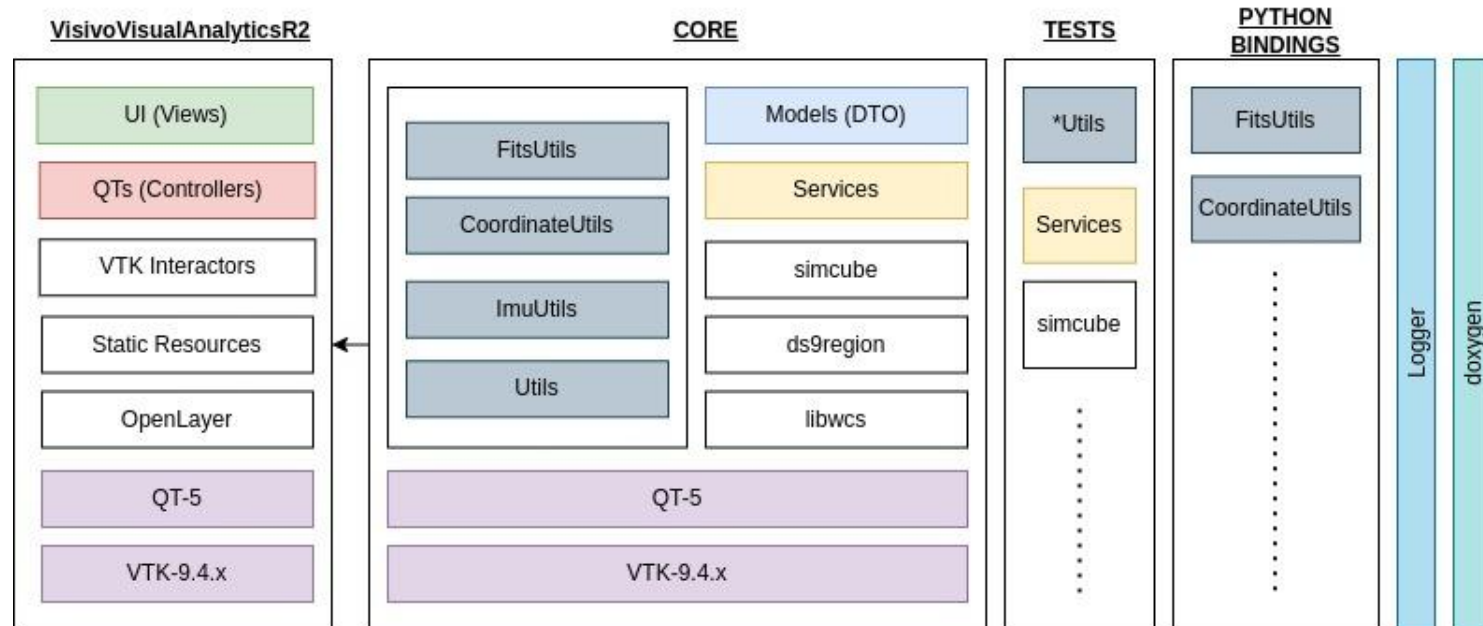 VisivoVisualAnalyticsR2
UI (Views)
QTs (Controllers)
VTK Interactors
Static Resources
OpenLayer
QT-5
VTK-9.4.x
CORE
FitsUtils
CoordinateUtils
ImuUtils
Utils
Models (DTO)
Services
simcube
ds9region
libwcs
QT-5
VTK-9.4.x
TESTS
*Utils
Services
simcube
PYTHON
BINDINGS
FitsUtils
CoordinateUtils
Logger
doxygen